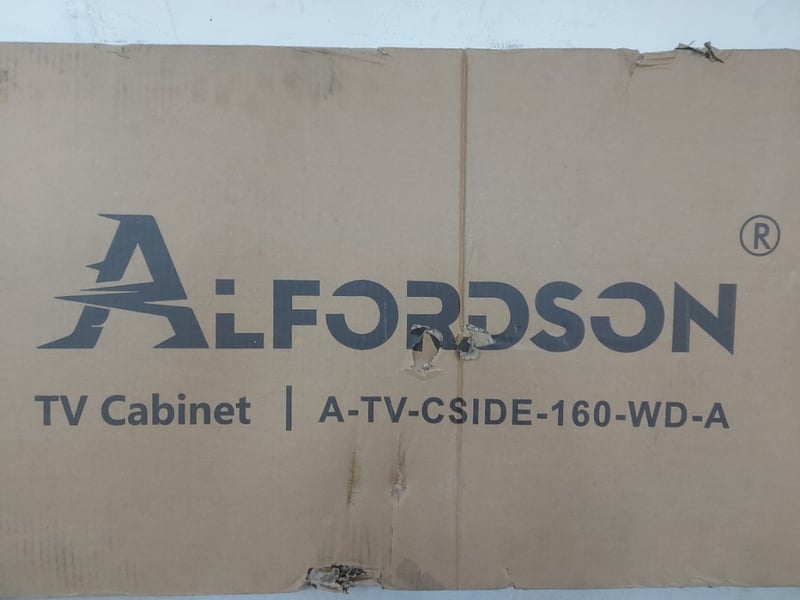 ALFORDSON ®
TV Cabinet | A-TV-CSIDE-160-WD-A